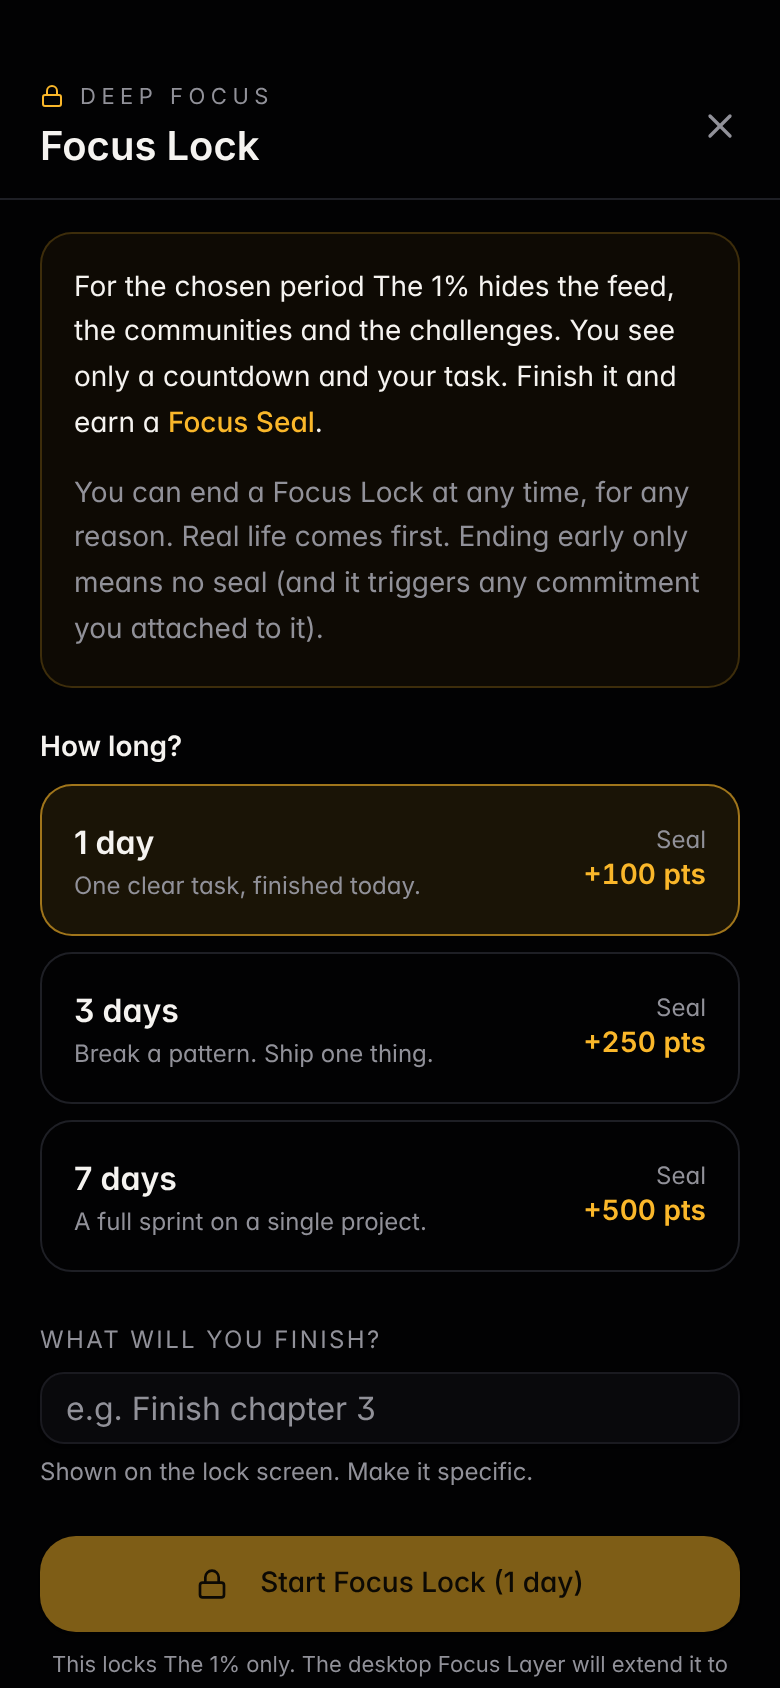 DEEP FOCUS
Focus Lock
For the chosen period The 1% hides the feed,
the communities and the challenges. You see
only a countdown and your task. Finish it and
earn a Focus Seal.
You can end a Focus Lock at any time, for any
reason. Real life comes first. Ending early only
means no seal (and it triggers any commitment
you attached to it).
How long?
1 day
One clear task, finished today.
Seal
+100 pts
3 days
Break a pattern. Ship one thing.
Seal
+250 pts
7 days
A full sprint on a single project.
Seal
+500 pts
WHAT WILL YOU FINISH?
e.g. Finish chapter 3
Shown on the lock screen. Make it specific.
Start Focus Lock (1 day)
This locks The 1% only. The desktop Focus Layer will extend it to